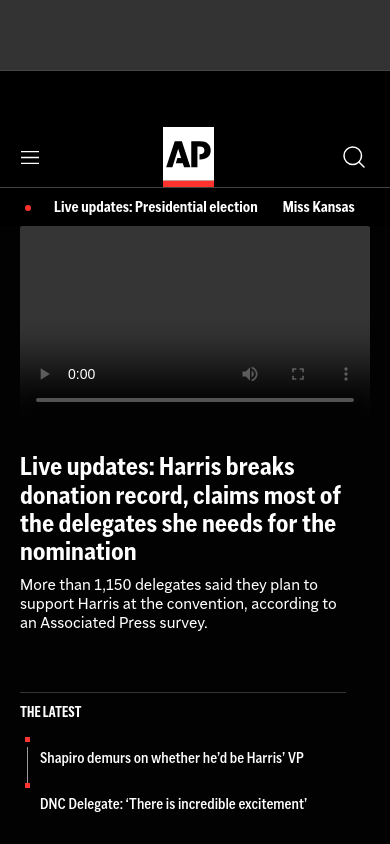 AP
Live updates: Presidential election Miss Kansas
0:00
Live updates: Harris breaks
donation record, claims most of
the delegates she needs for the
nomination
More than 1,150 delegates said they plan to
support Harris at the convention, according to
an Associated Press survey.
THE LATEST
Shapiro demurs on whether he’d be Harris’ VP
DNC Delegate: ‘There is incredible excitement’